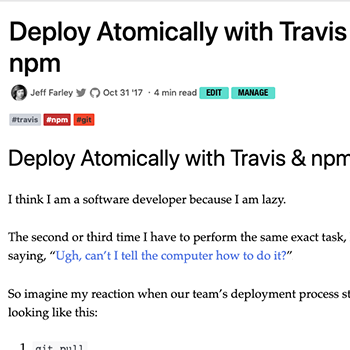 Deploy Atomically with Travis
npm
Jeff Farley Oct 31 '17 · 4 min read EDIT MANAGE
#travis #npm #git
Deploy Atomically with Travis & npm
I think I am a software developer because I am lazy.
The second or third time I have to perform the same exact task,
saying, “Ugh, can’t I tell the computer how to do it?”
So imagine my reaction when our team’s deployment process st
looking like this:
1. git pull